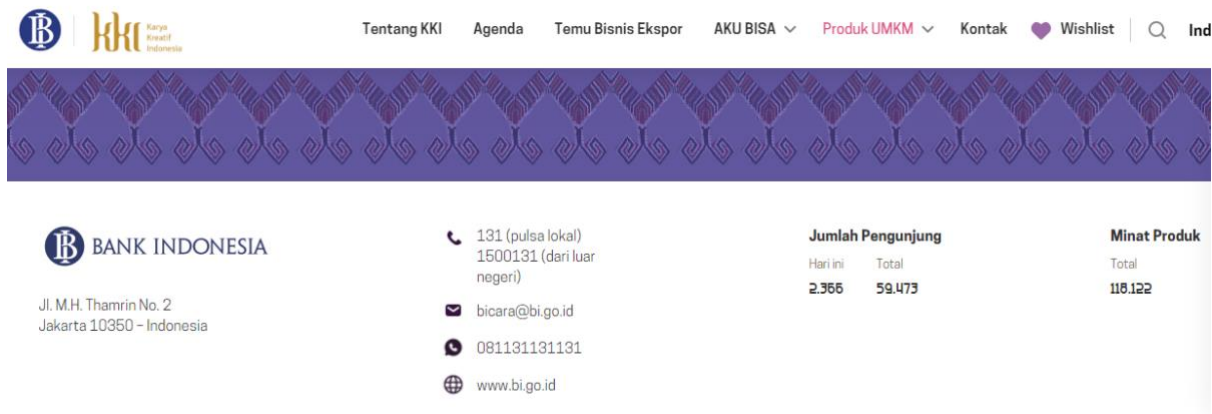 kki Karya Kreatif Indonesia
Tentang KKI Agenda Temu Bisnis Ekspor AKU BISA Produk UMKM Kontak Wishlist Ind
BANK INDONESIA
Jl. M.H. Thamrin No. 2
Jakarta 10350 – Indonesia
131 (pulsa lokal)
1500131 (dari luar
negeri)
bicara@bi.go.id
081131131131
www.bi.go.id
Jumlah Pengunjung
Hari ini Total
2.366 59.473
Minat Produk
Total
118.122